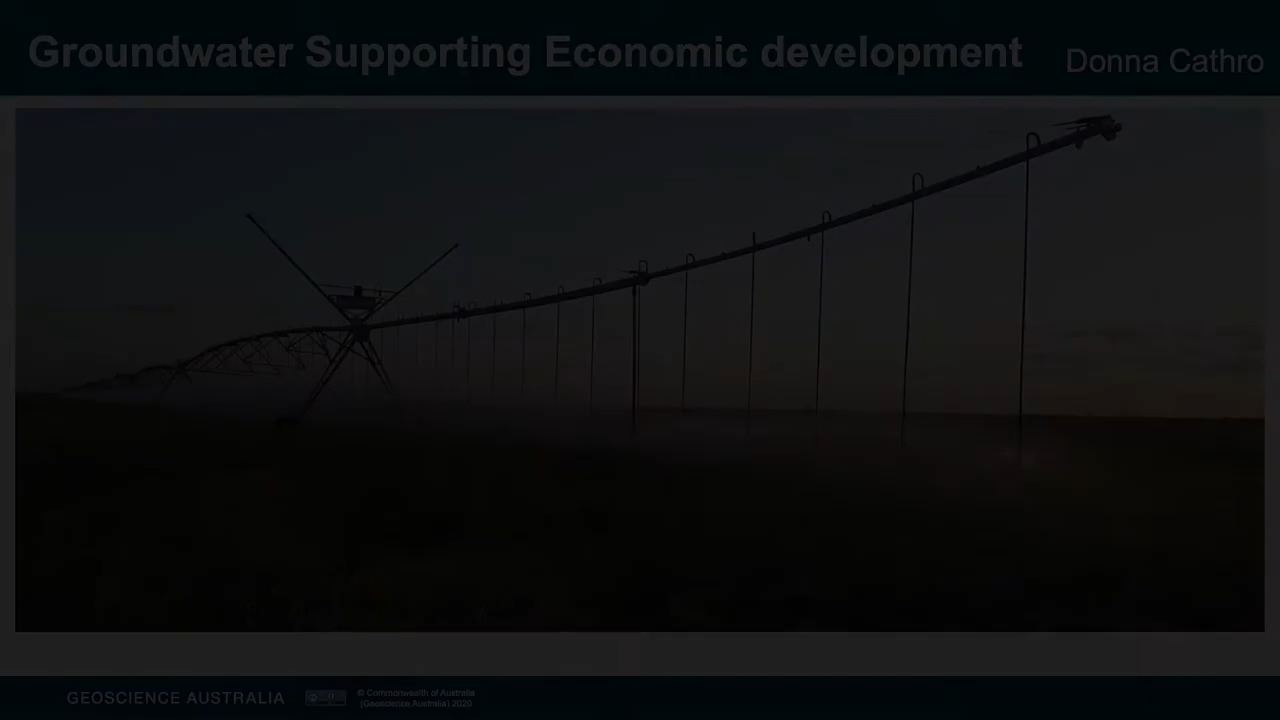 Groundwater Supporting Economic development
Donna Cathro
GEOSCIENCE AUSTRALIA
© Commonwealth of Australia
(Geoscience Australia) 2020